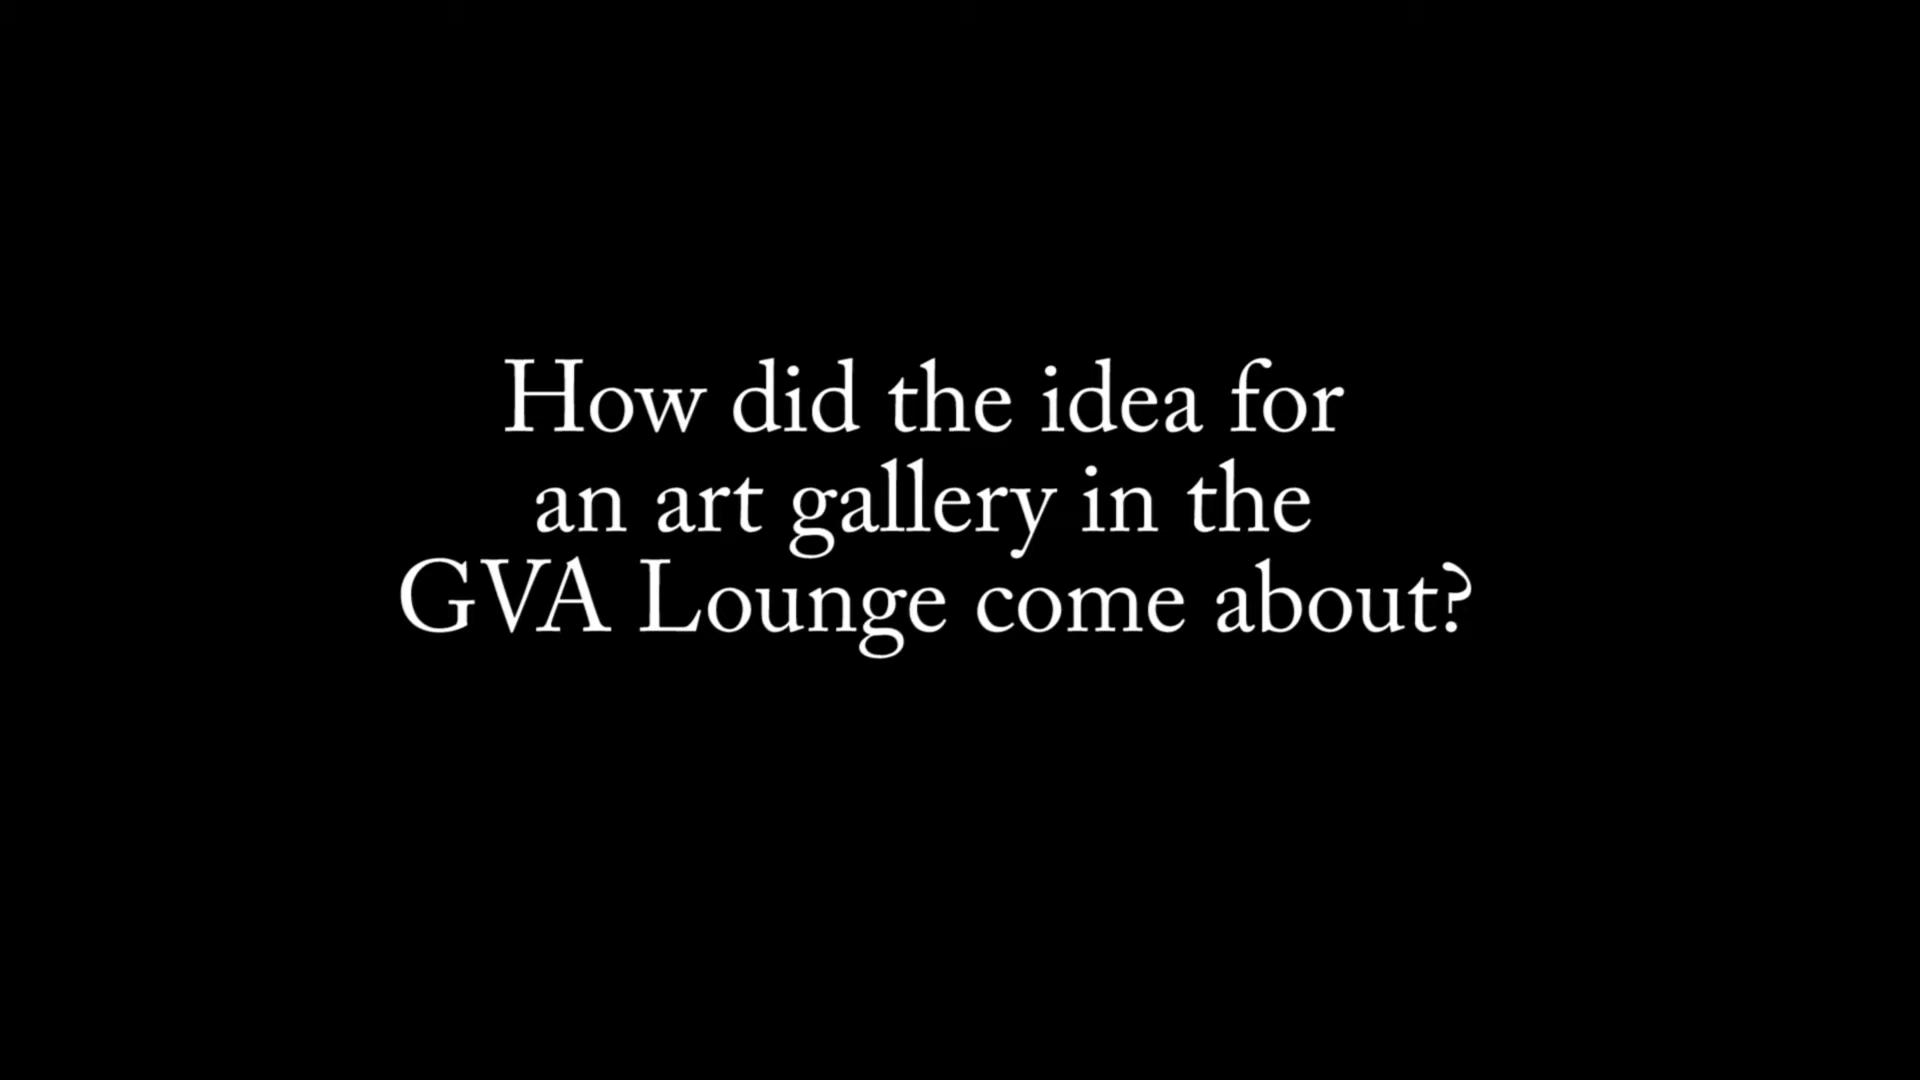 How did the idea for
an art gallery in the
GVA Lounge come about?